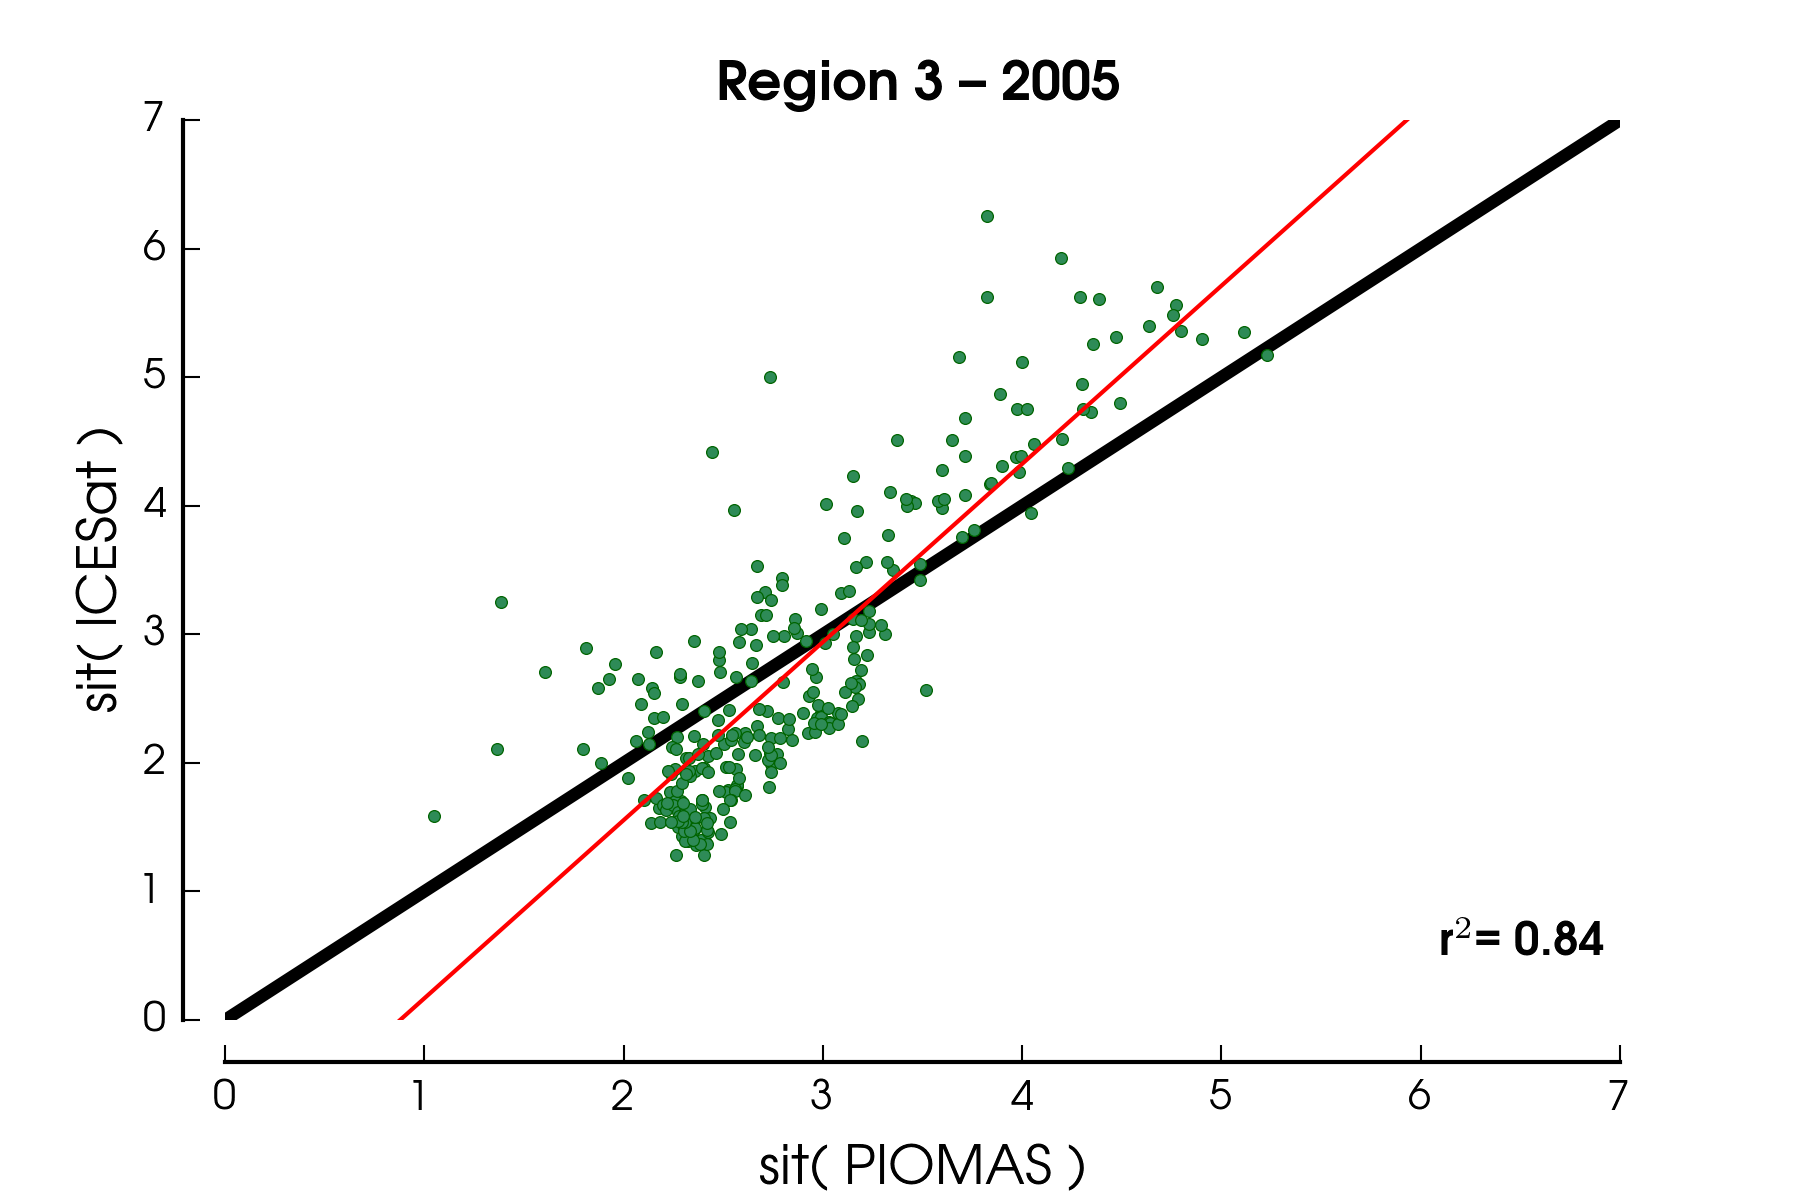 Region 3 – 2005
7
6
5
4
3
2
1
0
sit( ICESat )
r²= 0.84
0 1 2 3 4 5 6 7
sit( PIOMAS )